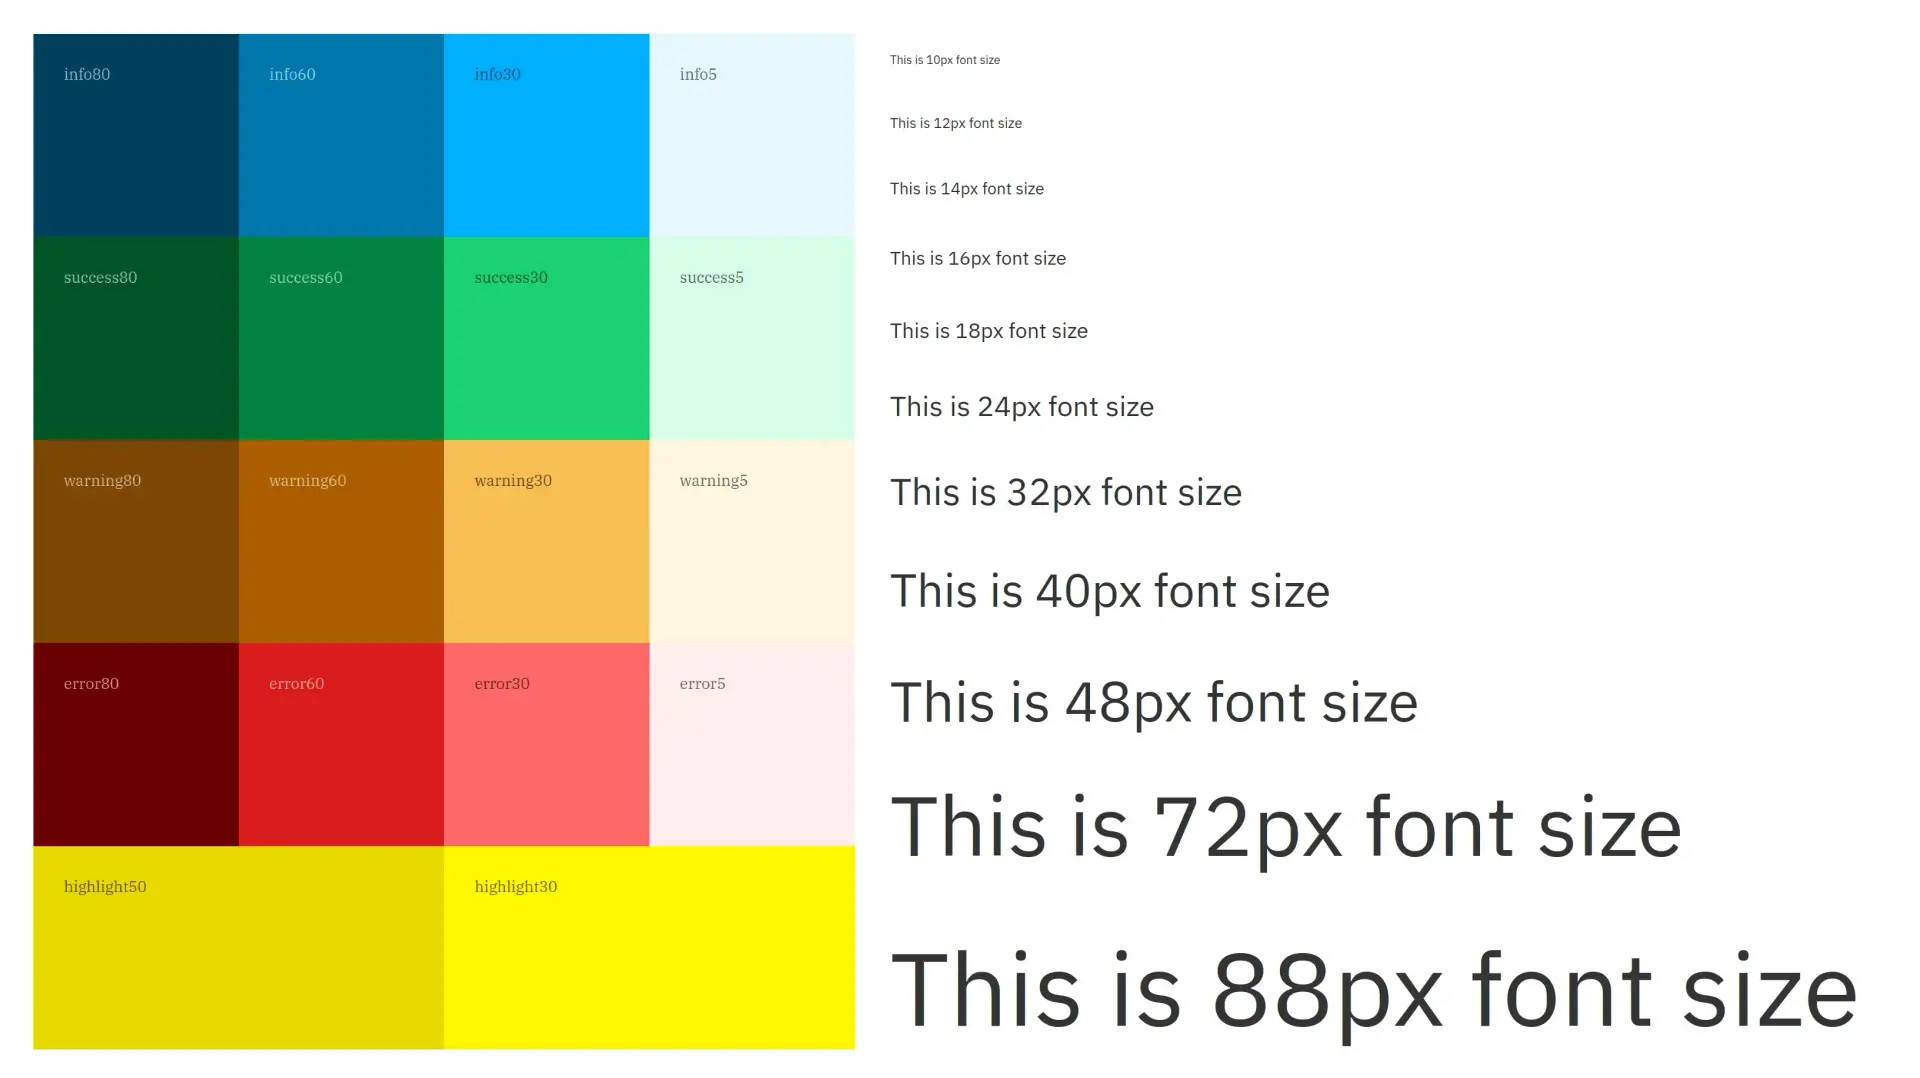 info80
info60
info30
info5
success80
success60
success30
success5
warning80
warning60
warning30
warning5
error80
error60
error30
error5
highlight50
highlight30
This is 10px font size
This is 12px font size
This is 14px font size
This is 16px font size
This is 18px font size
This is 24px font size
This is 32px font size
This is 40px font size
This is 48px font size
This is 72px font size
This is 88px font size